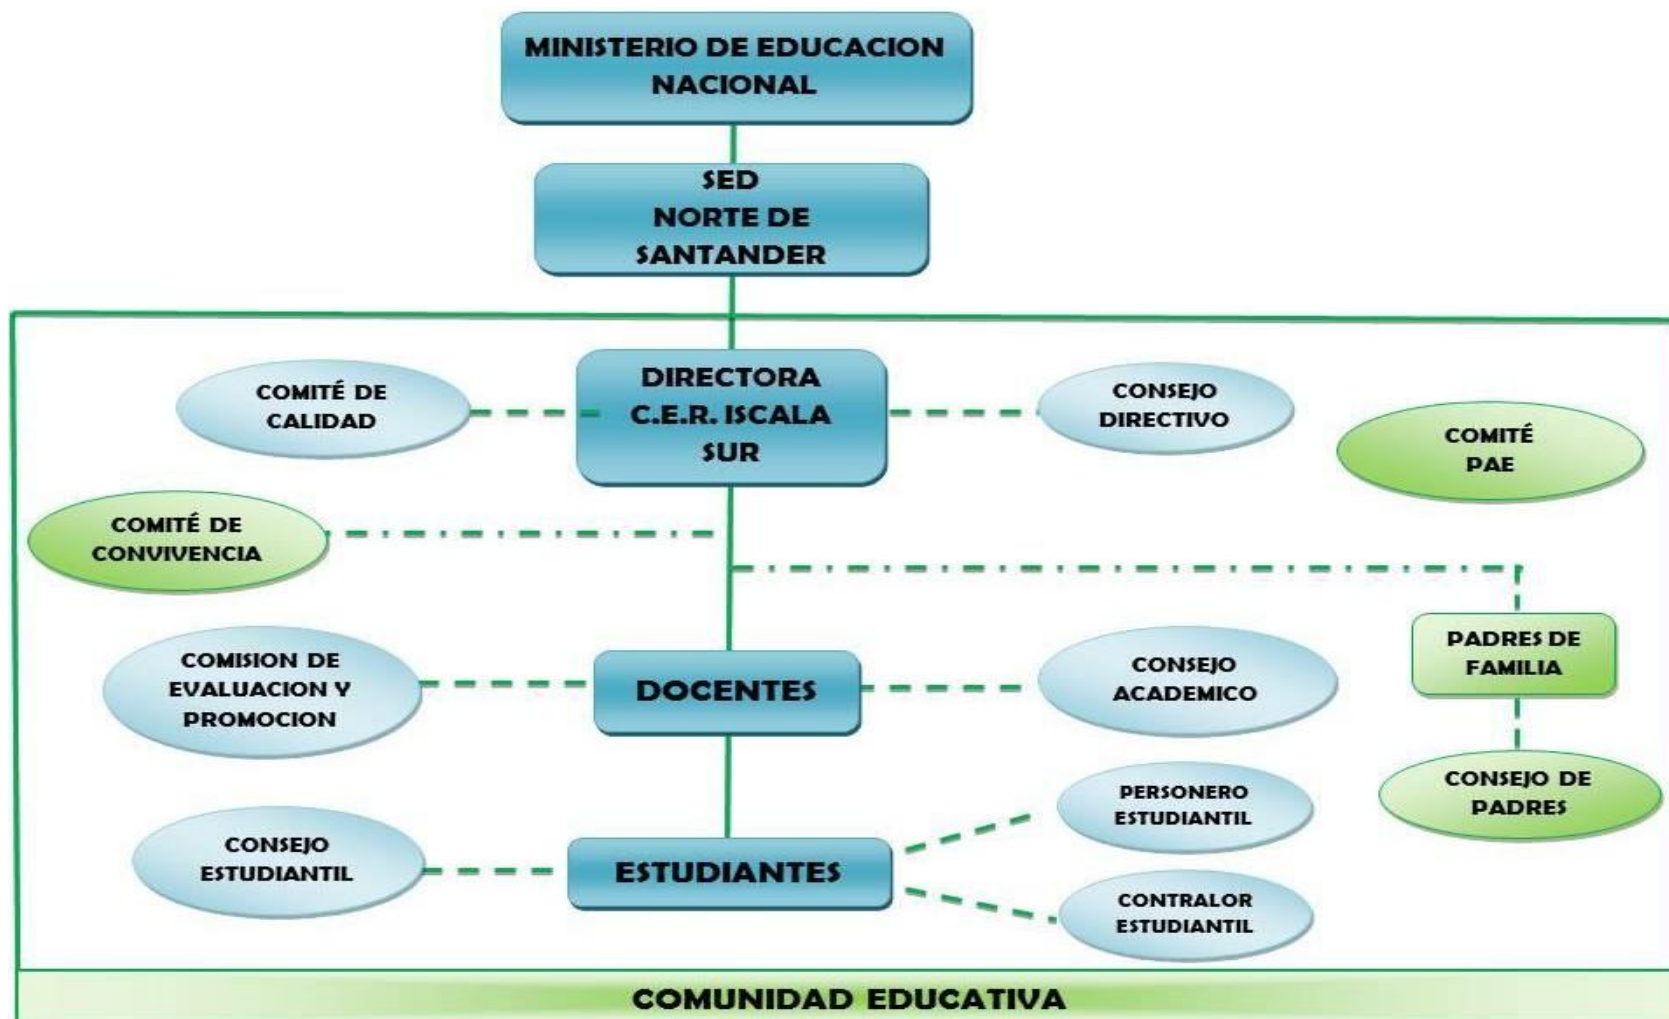 MINISTERIO DE EDUCACION
NACIONAL
SED
NORTE DE
SANTANDER
DIRECTORA
C.E.R. ISCALA
SUR
COMITÉ DE
CALIDAD
CONSEJO
DIRECTIVO
COMITÉ
PAE
COMITÉ DE
CONVIVENCIA
PADRES DE
FAMILIA
COMISION DE
EVALUACION Y
PROMOCION
DOCENTES
CONSEJO
ACADEMICO
CONSEJO DE
PADRES
PERSONERO
ESTUDIANTIL
CONSEJO
ESTUDIANTIL
ESTUDIANTES
CONTRALOR
ESTUDIANTIL
COMUNIDAD EDUCATIVA